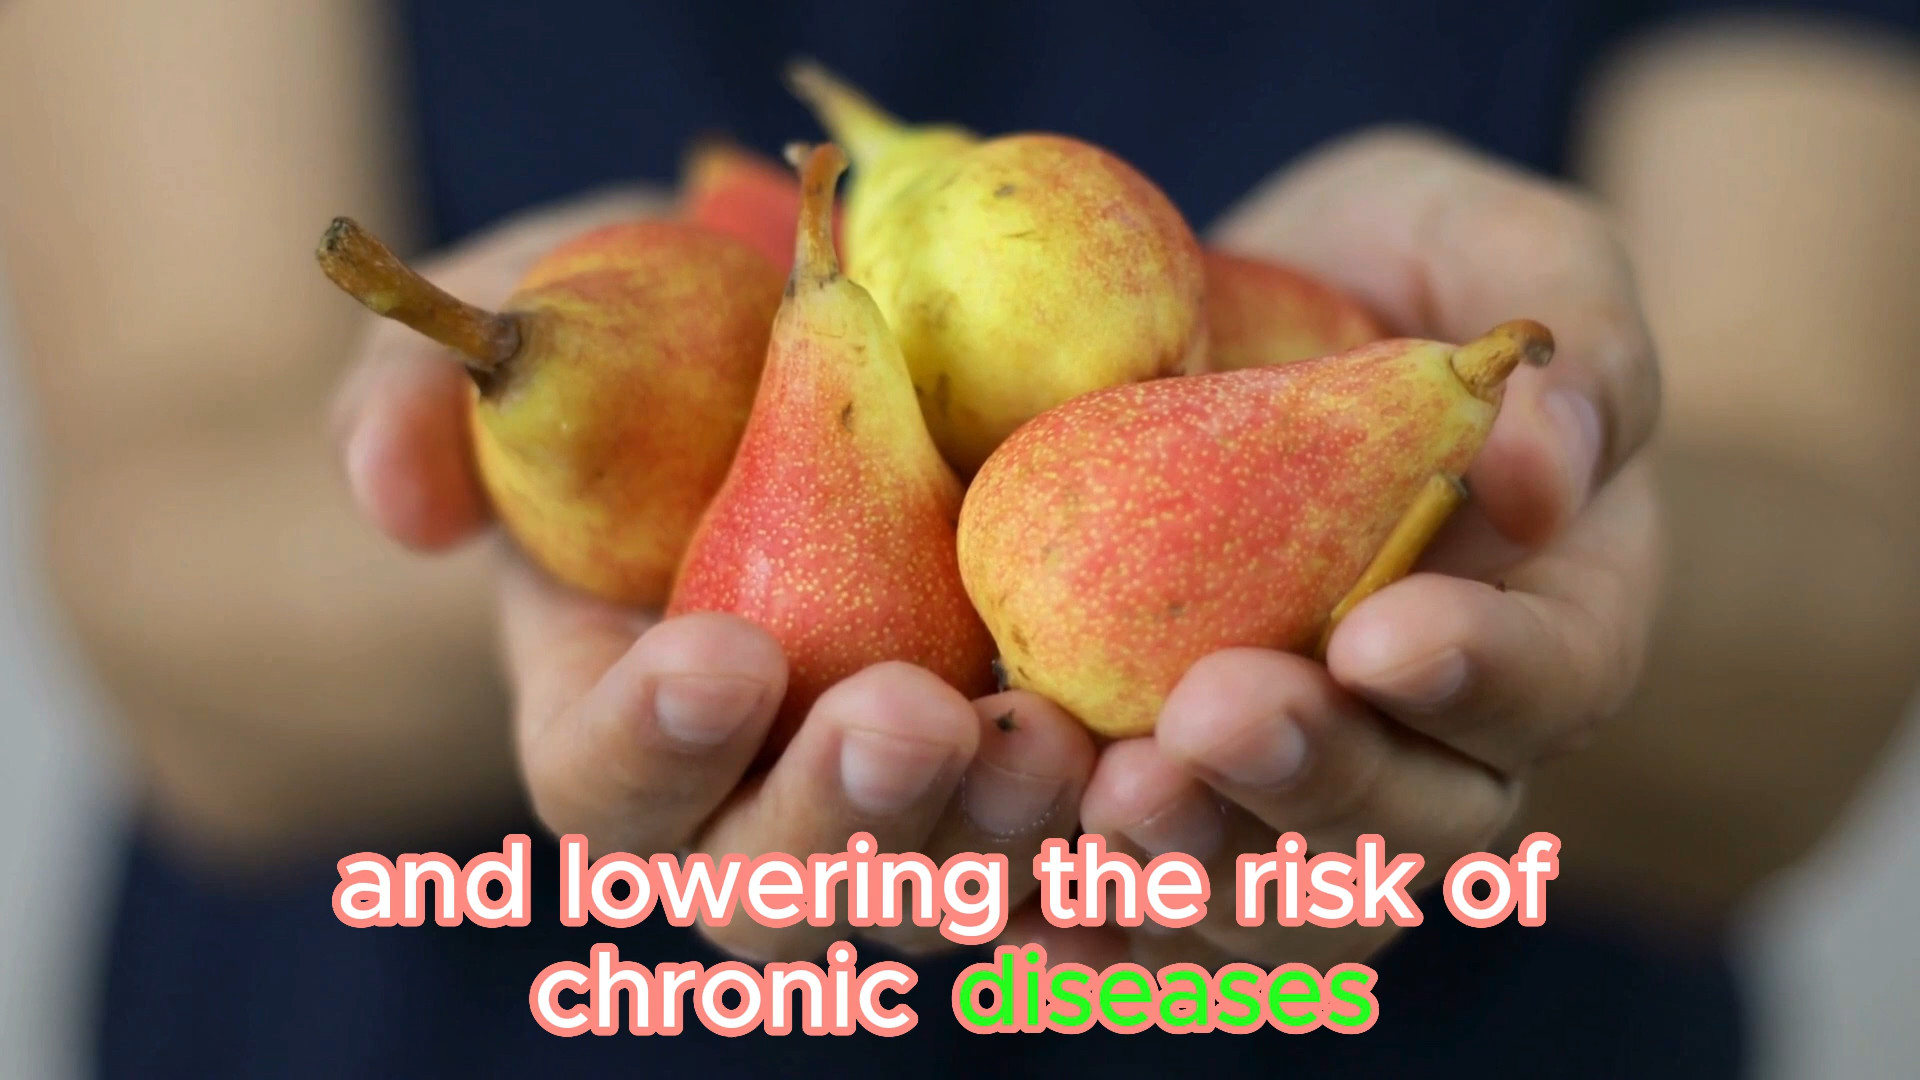 and lowering the risk of
chronic diseases